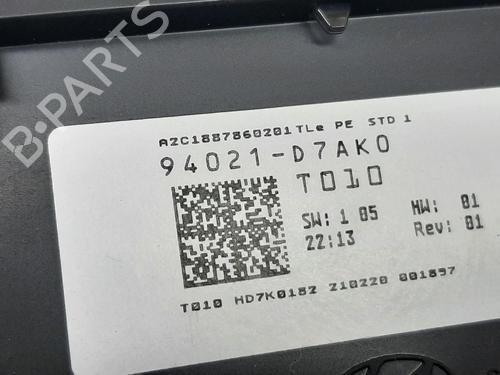 B-PARTS
A2C1887860201TLe PE STD 1
94021-D7AK0
T010
SW: 1 05 HW: 01
22:13 Rev: 01
T010 HD7K0182 210220 001897